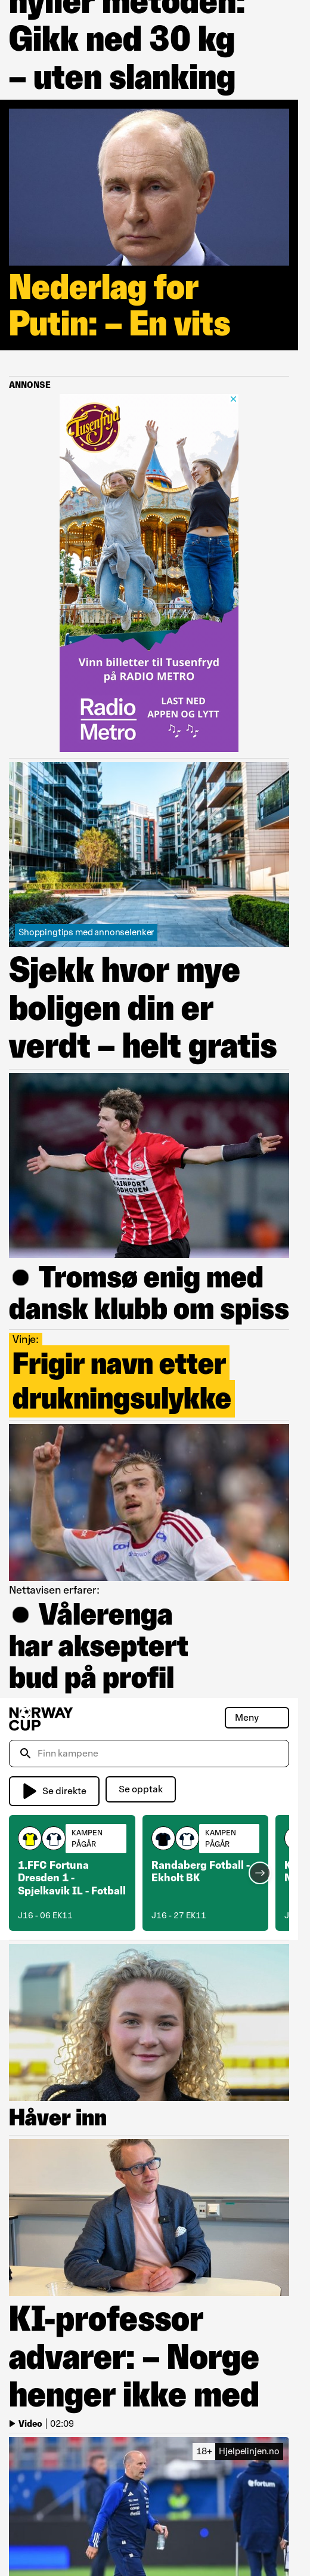 nyller metoden:
Gikk ned 30 kg
– uten slanking
Nederlag for
Putin: – En vits
ANNONSE
Tusenfryd
Vinn billetter til Tusenfryd
på RADIO METRO
Radio
Metro
LAST NED
APPEN OG LYTT
Shoppingtips med annonselenker
Sjekk hvor mye
boligen din er
verdt – helt gratis
BRAINPORT
EINDHOVEN
Tromsø enig med
dansk klubb om spiss
Vinje:
Frigir navn etter
drukningsulykke
Nettavisen erfarer:
Vålerenga
har akseptert
bud på profil
NORWAY
CUP
Meny
Finn kampene
Se direkte
Se opptak
KAMPEN
PÅGÅR
1.FFC Fortuna
Dresden 1 -
Spjelkavik IL - Fotball
J16 - 06 EK11
KAMPEN
PÅGÅR
Randaberg Fotball -
Ekholt BK
J16 - 27 EK11
Håver inn
KI-professor
advarer: – Norge
henger ikke med
Video | 02:09
18+ Hjelpelinjen.no
fortum